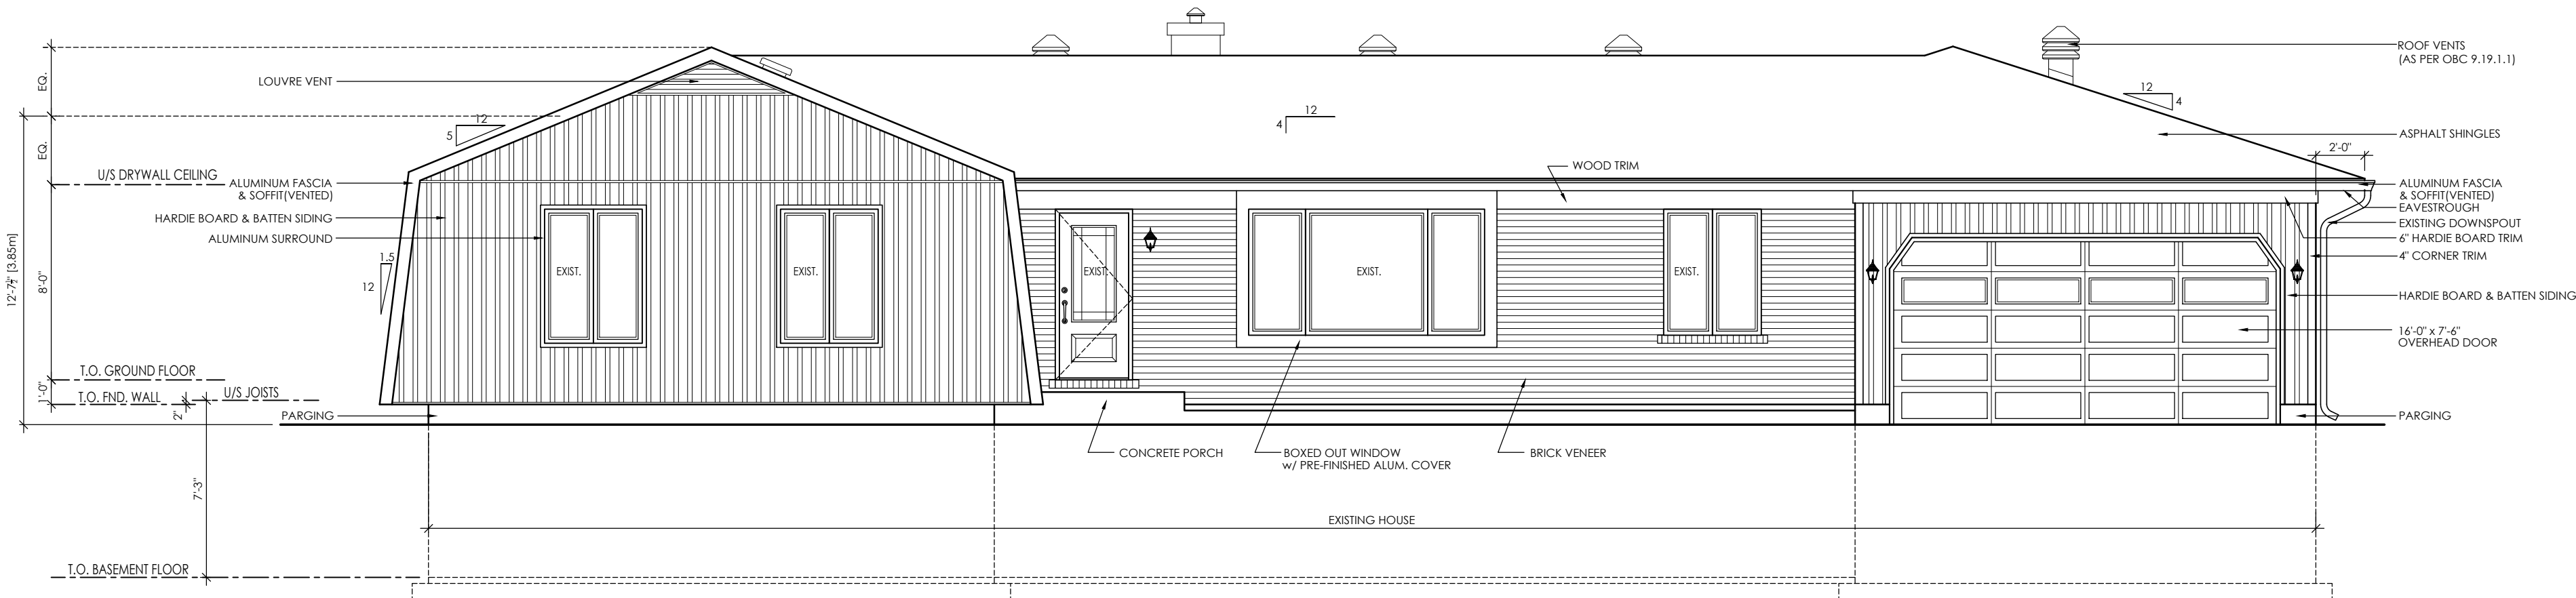 ROOF VENTS
(AS PER OBC 9.19.1.1)
EQ.
LOUVRE VENT
12
4
12
5
12
4
ASPHALT SHINGLES
EQ.
2'-0"
WOOD TRIM
U/S DRYWALL CEILING
ALUMINUM FASCIA
& SOFFIT(VENTED)
ALUMINUM FASCIA
& SOFFIT(VENTED)
EAVESTROUGH
HARDIE BOARD & BATTEN SIDING
EXISTING DOWNSPOUT
ALUMINUM SURROUND
6" HARDIE BOARD TRIM
4" CORNER TRIM
1.5
12
12'-7½" [3.85m]
8'-0"
EXIST.
EXIST.
EXIST.
EXIST.
EXIST.
HARDIE BOARD & BATTEN SIDING
16'-0" x 7'-6"
OVERHEAD DOOR
T.O. GROUND FLOOR
1'-0"
T.O. FND. WALL
U/S JOISTS
2"
PARGING
PARGING
CONCRETE PORCH
BOXED OUT WINDOW
w/ PRE-FINISHED ALUM. COVER
BRICK VENEER
7'-3"
EXISTING HOUSE
T.O. BASEMENT FLOOR